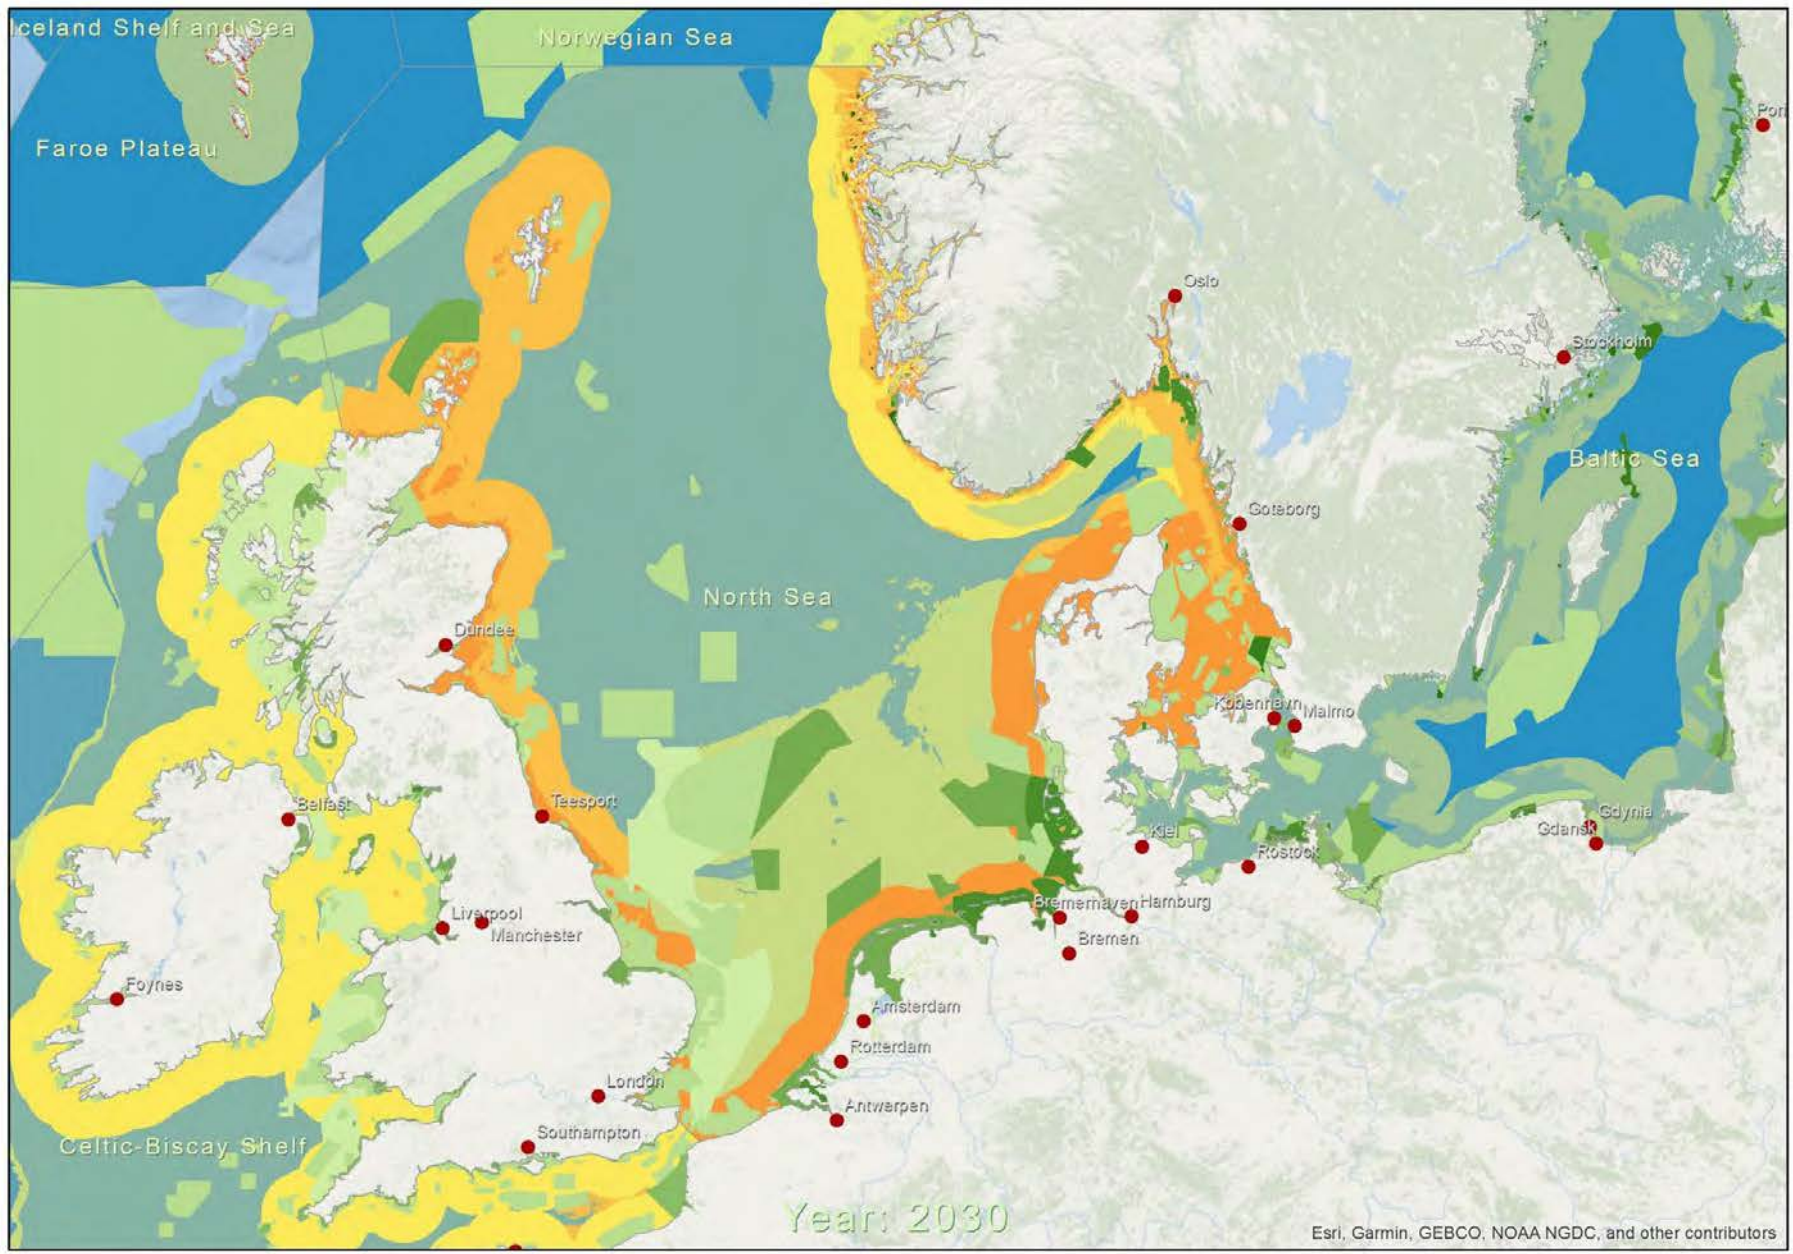 Iceland Shelf and Sea
Norwegian Sea
Faroe Plateau
Oslo
Stockholm
Baltic Sea
Goteborg
North Sea
Dundee
Kobenhavn
Malmo
Teesport
Belfast
Gdynia
Gdansk
Kiel
Rostock
Liverpool
Manchester
Bremerhaven
Hamburg
Bremen
Foynes
Amsterdam
Rotterdam
London
Antwerpen
Southampton
Celtic-Biscay Shelf
Year: 2030
Esri, Garmin, GEBCO, NOAA NGDC, and other contributors